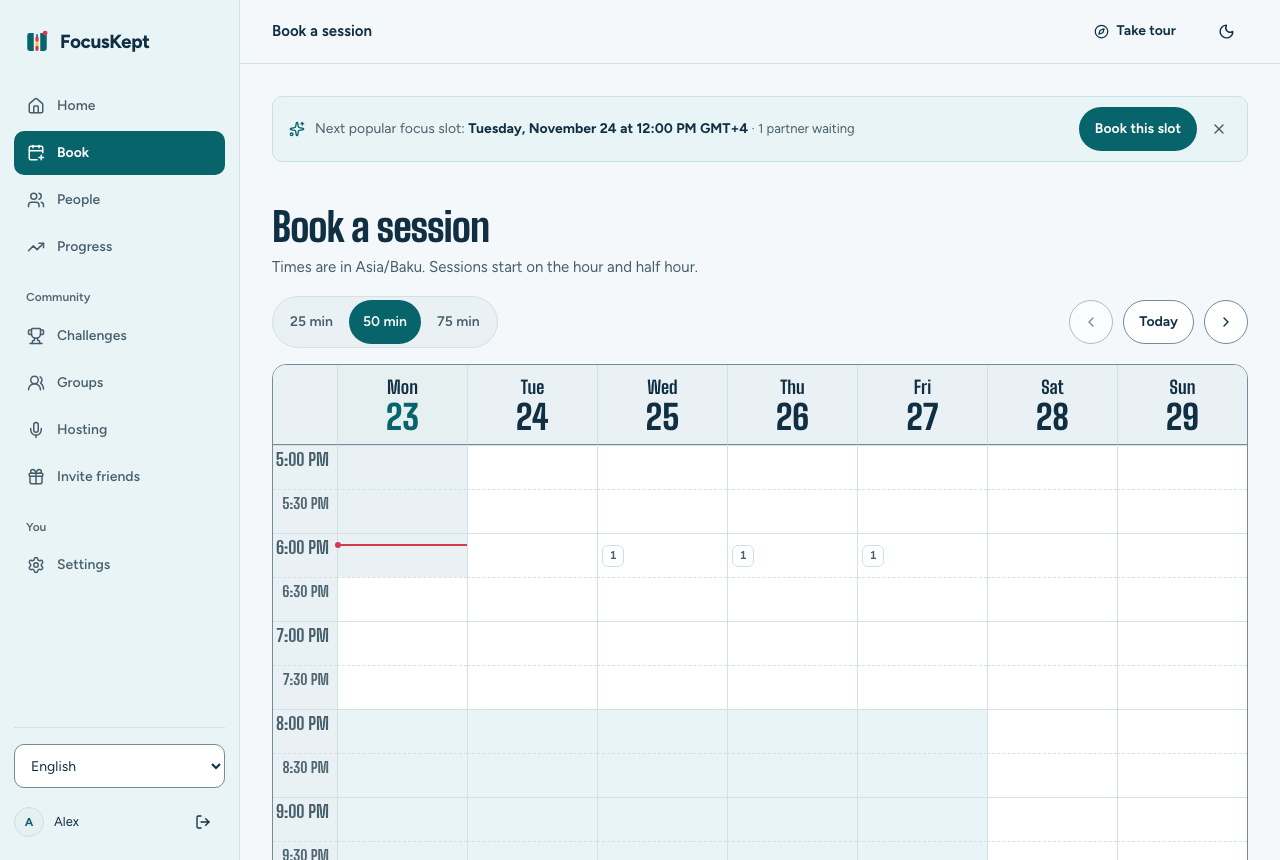 FocusKept
Home
Book
People
Progress
Community
Challenges
Groups
Hosting
Invite friends
You
Settings
English
A
Alex
Book a session
Take tour
Next popular focus slot: Tuesday, November 24 at 12:00 PM GMT+4 · 1 partner waiting
Book this slot
Book a session
Times are in Asia/Baku. Sessions start on the hour and half hour.
25 min
50 min
75 min
Today
Mon
23
Tue
24
Wed
25
Thu
26
Fri
27
Sat
28
Sun
29
5:00 PM
5:30 PM
6:00 PM
1
1
1
6:30 PM
7:00 PM
7:30 PM
8:00 PM
8:30 PM
9:00 PM
9:30 PM